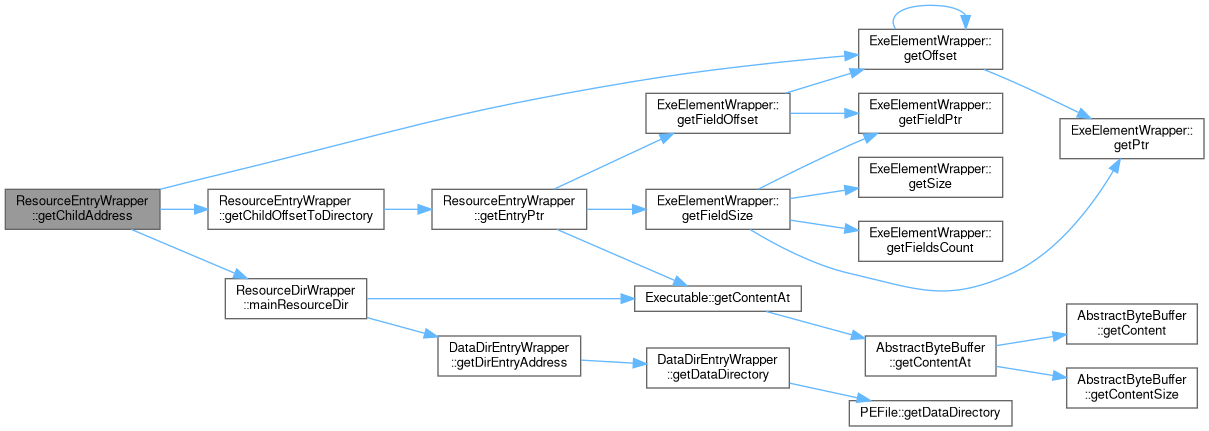 ResourceEntryWrapper
::getChildAddress
ResourceEntryWrapper
::getChildOffsetToDirectory
ResourceDirWrapper
::mainResourceDir
ResourceEntryWrapper
::getEntryPtr
DataDirEntryWrapper
::getDirEntryAddress
ExeElementWrapper::
getFieldOffset
ExeElementWrapper::
getFieldSize
Executable::getContentAt
DataDirEntryWrapper
::getDataDirectory
ExeElementWrapper::
getOffset
ExeElementWrapper::
getFieldPtr
ExeElementWrapper::
getSize
ExeElementWrapper::
getFieldsCount
AbstractByteBuffer
::getContentAt
PEFile::getDataDirectory
ExeElementWrapper::
getPtr
AbstractByteBuffer
::getContent
AbstractByteBuffer
::getContentSize